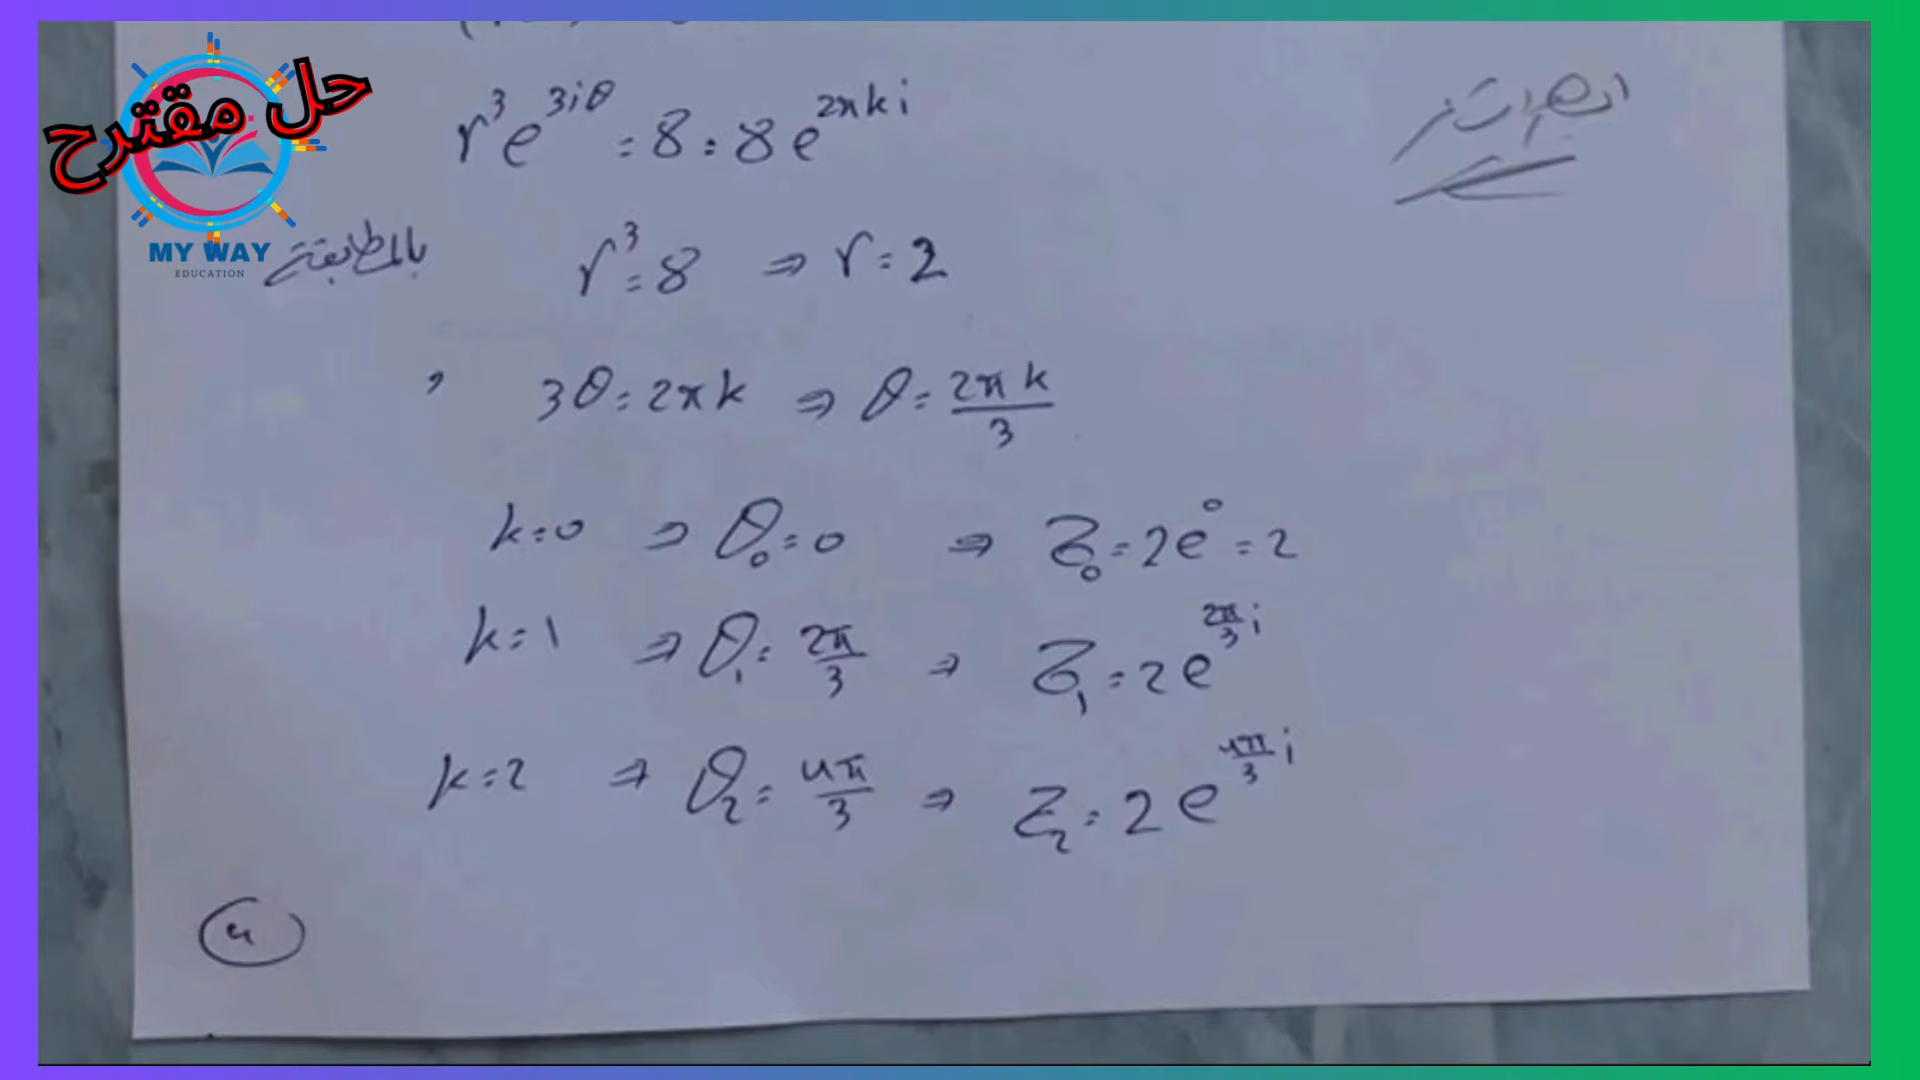 حل مقترح
MY WAY
EDUCATION
r³e^{3iθ} = 8 = 8e^{2πki}
بالمطابقة r³ = 8 ⇒ r = 2
, 3θ = 2πk ⇒ θ = 2πk/3
k=0 ⇒ θ₀ = 0 ⇒ Z₀ = 2e⁰ = 2
k=1 ⇒ θ₁ = 2π/3 ⇒ Z₁ = 2e^{2π/3 i}
k=2 ⇒ θ₂ = 4π/3 ⇒ Z₂ = 2e^{4π/3 i}